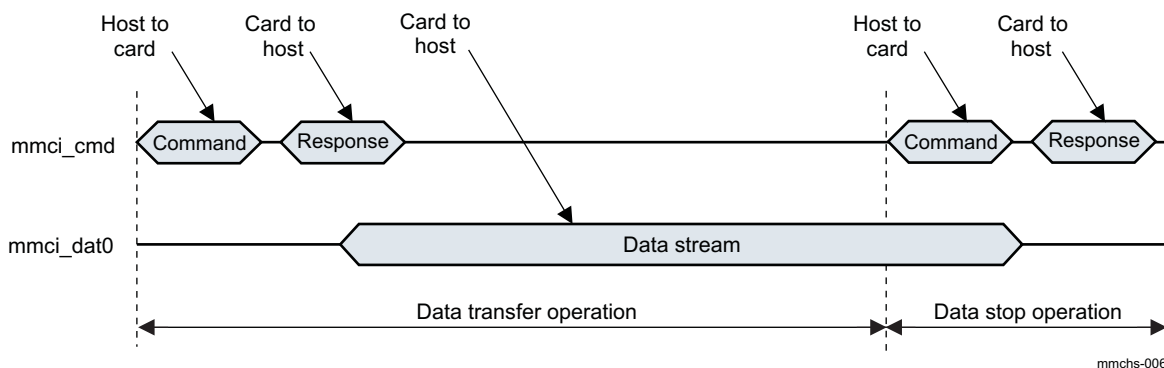 Host to
card
Card to
host
Card to
host
Host to
card
Card to
host
mmci_cmd
Command
Response
Command
Response
mmci_dat0
Data stream
Data transfer operation
Data stop operation
mmchs-006